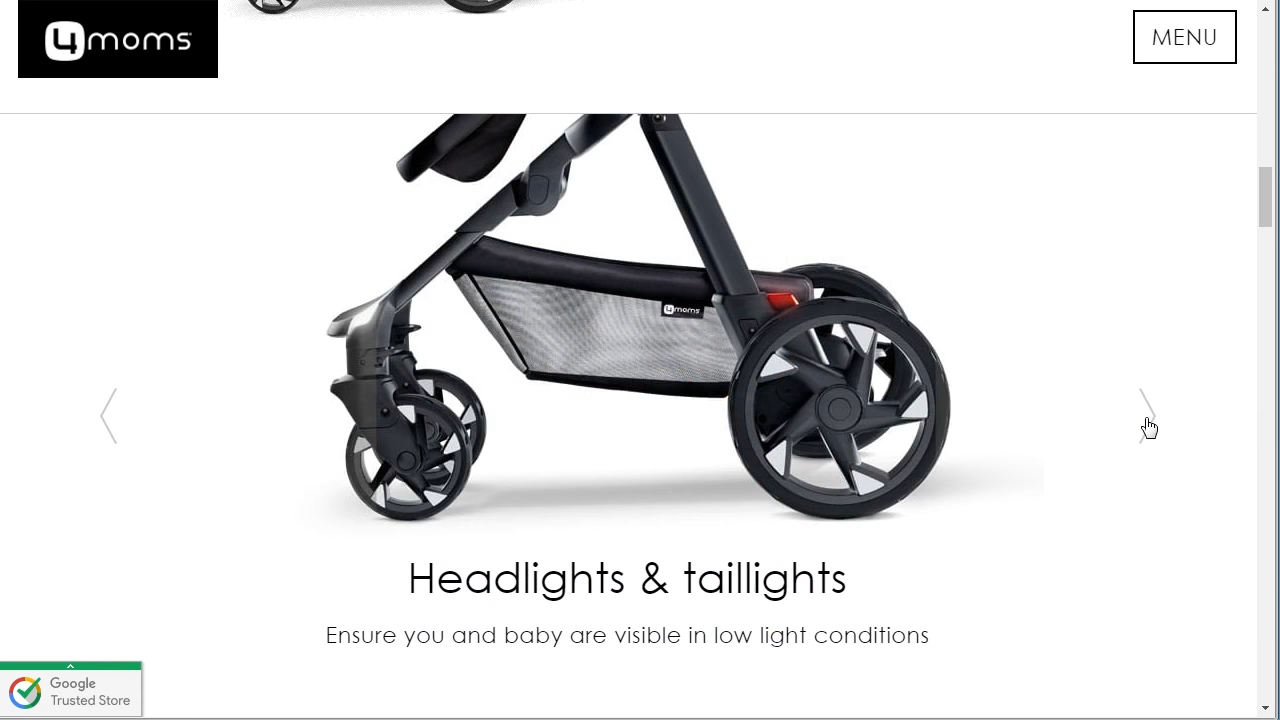 4moms
MENU
4moms
Headlights & taillights
Ensure you and baby are visible in low light conditions
Google
Trusted Store